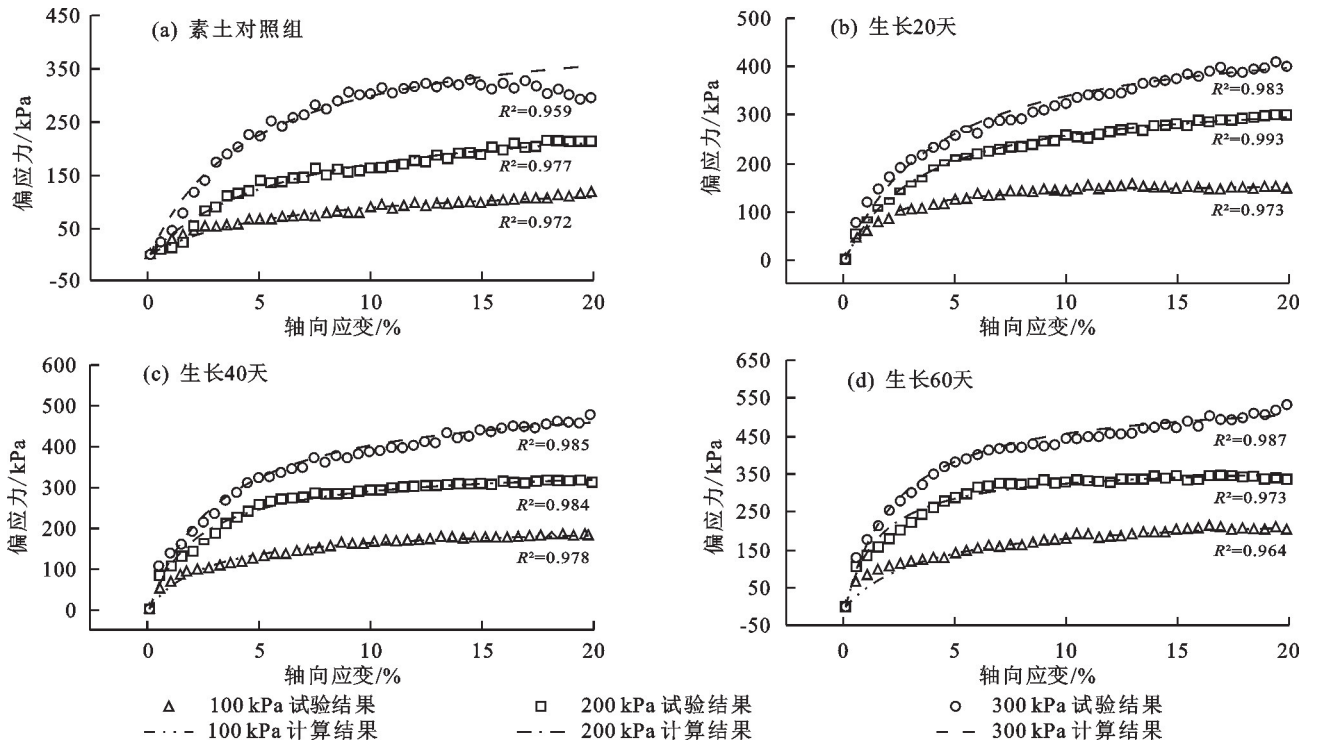 (a) 素土对照组
450
350
250
150
50
-50
偏应力/kPa
R²=0.959
R²=0.977
R²=0.972
0 5 10 15 20
轴向应变/%
(b) 生长20天
500
400
300
200
100
0
偏应力/kPa
R²=0.983
R²=0.993
R²=0.973
0 5 10 15 20
轴向应变/%
(c) 生长40天
600
500
400
300
200
100
0
偏应力/kPa
R²=0.985
R²=0.984
R²=0.978
0 5 10 15 20
轴向应变/%
(d) 生长60天
650
550
450
350
250
150
50
-50
偏应力/kPa
R²=0.987
R²=0.973
R²=0.964
0 5 10 15 20
轴向应变/%
100 kPa 试验结果 200 kPa 试验结果 300 kPa 试验结果
100 kPa 计算结果 200 kPa 计算结果 300 kPa 计算结果